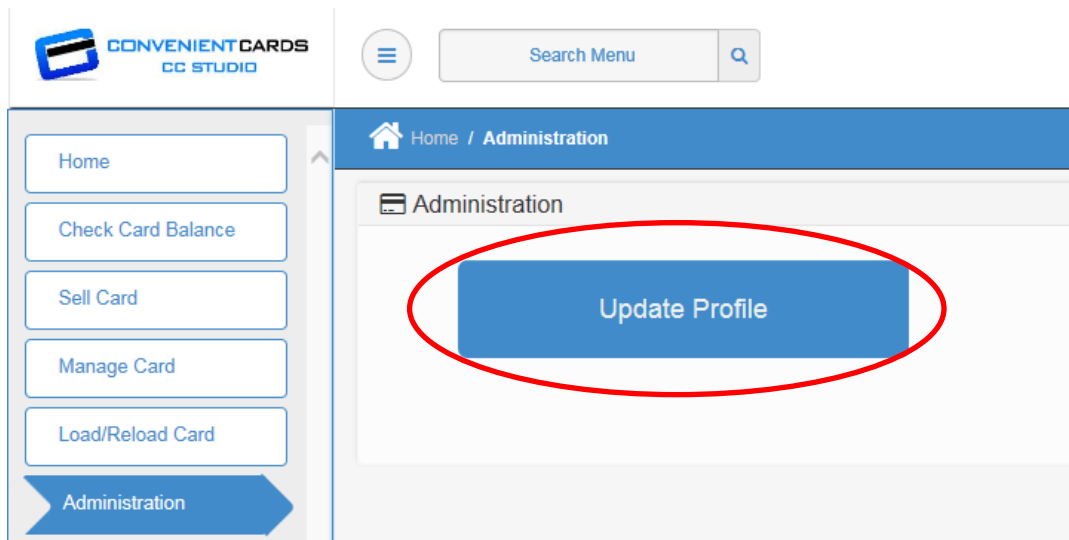 CONVENIENTCARDS
CC STUDIO
Search Menu
Home / Administration
Home
Check Card Balance
Sell Card
Manage Card
Load/Reload Card
Administration
Administration
Update Profile